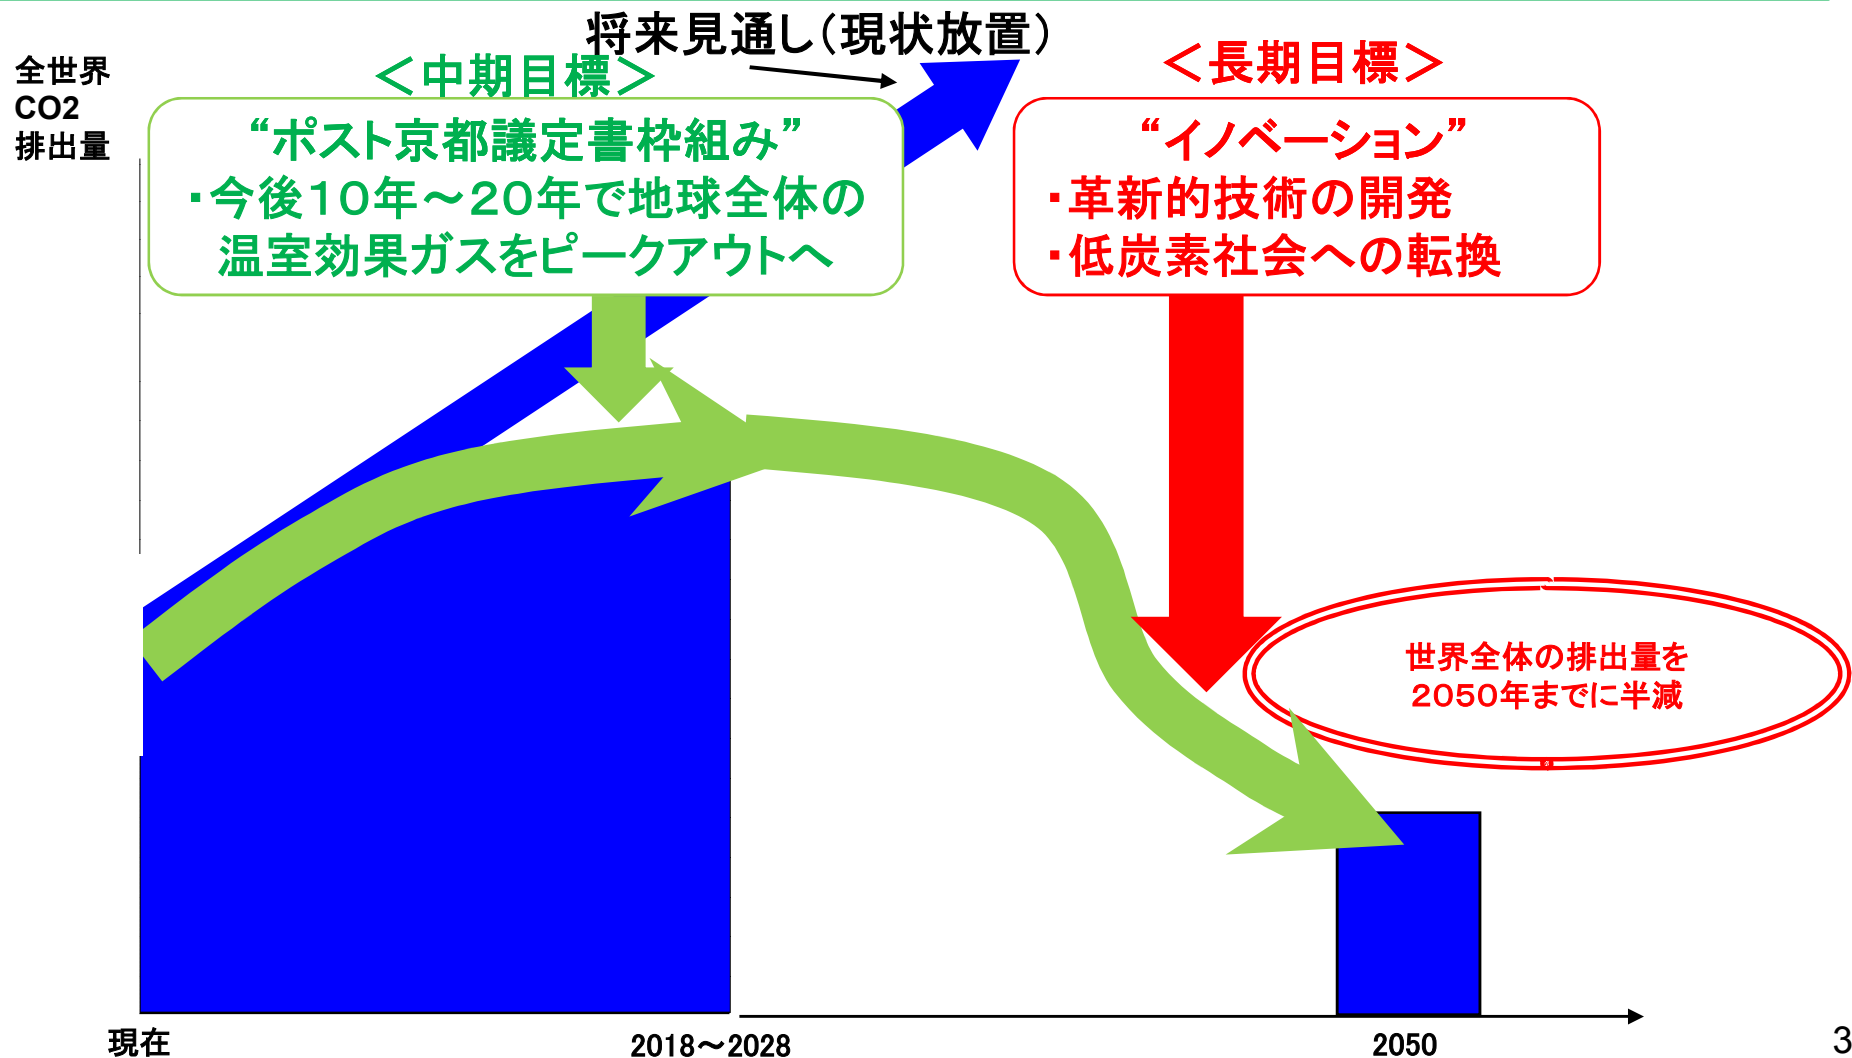 将来見通し（現状放置）
全世界
CO2
排出量
＜中期目標＞
“ポスト京都議定書枠組み”
・今後１０年～２０年で地球全体の
温室効果ガスをピークアウトへ
＜長期目標＞
“イノベーション”
・革新的技術の開発
・低炭素社会への転換
世界全体の排出量を
２０５０年までに半減
現在
2018～2028
2050
3